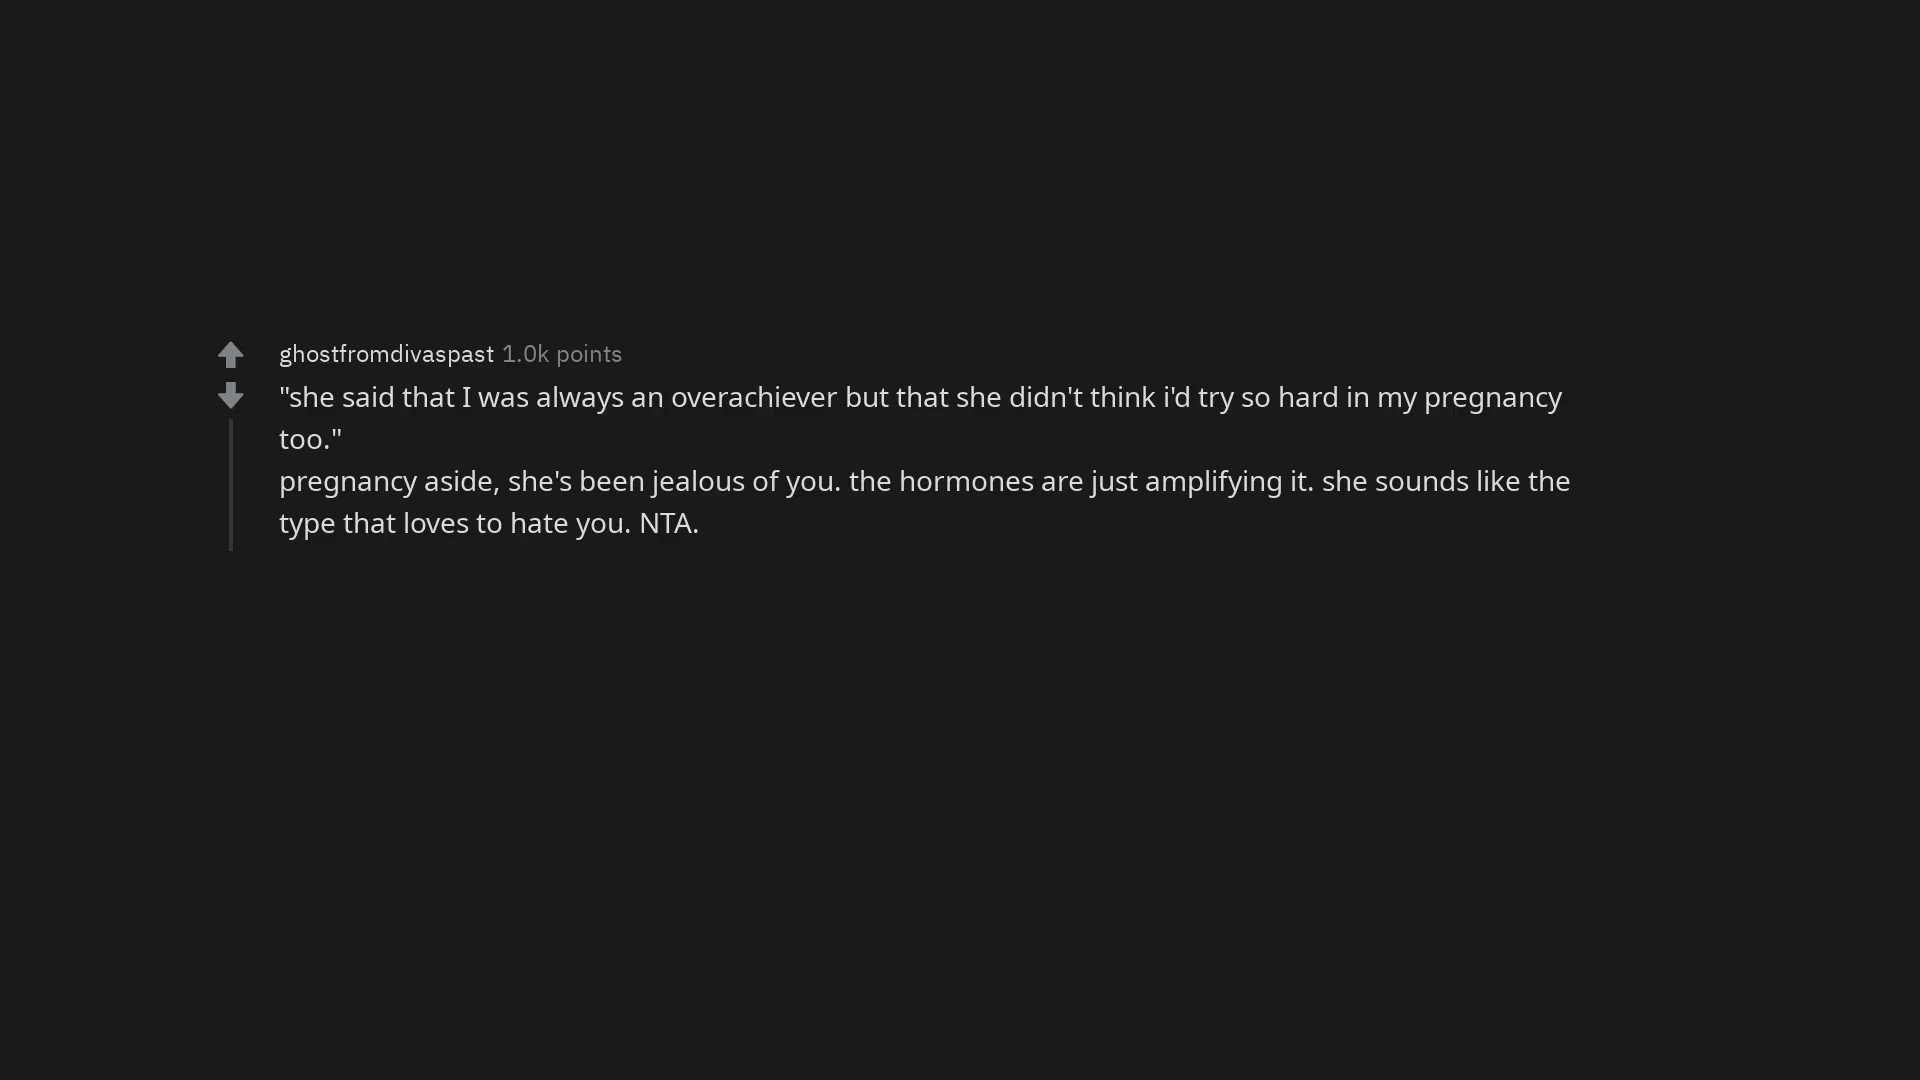 ghostfromdivaspast 1.0k points
"she said that I was always an overachiever but that she didn't think i'd try so hard in my pregnancy
too."
pregnancy aside, she's been jealous of you. the hormones are just amplifying it. she sounds like the
type that loves to hate you. NTA.